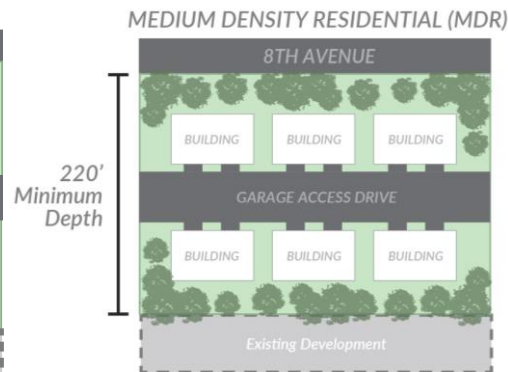 MEDIUM DENSITY RESIDENTIAL (MDR)
8TH AVENUE
BUILDING BUILDING BUILDING
220'
Minimum
Depth
GARAGE ACCESS DRIVE
BUILDING BUILDING BUILDING
Existing Development